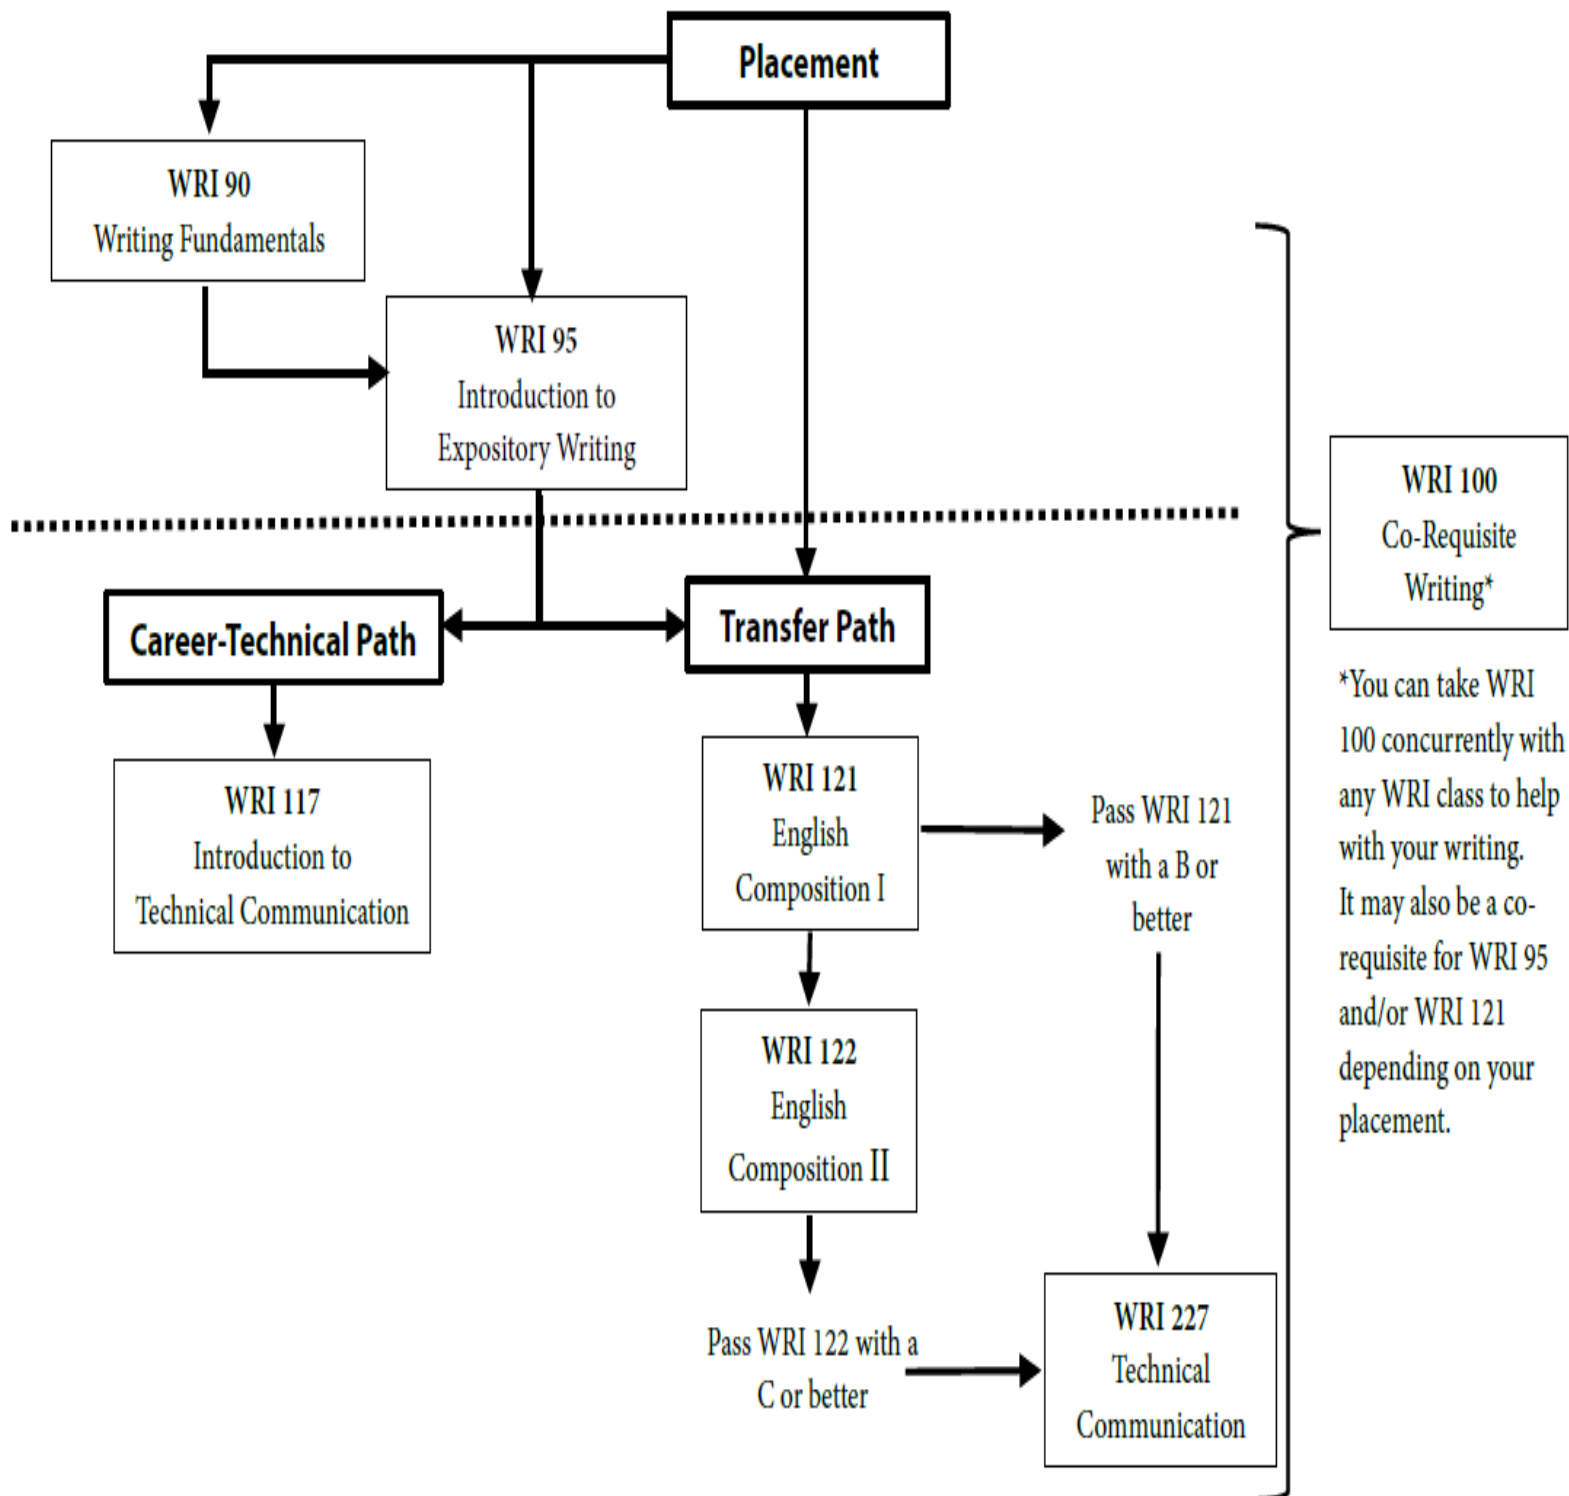 Placement
WRI 90
Writing Fundamentals
WRI 95
Introduction to
Expository Writing
WRI 100
Co-Requisite
Writing*
*You can take WRI
100 concurrently with
any WRI class to help
with your writing.
It may also be a co-
requisite for WRI 95
and/or WRI 121
depending on your
placement.
Career-Technical Path
Transfer Path
WRI 117
Introduction to
Technical Communication
WRI 121
English
Composition I
Pass WRI 121
with a B or
better
WRI 122
English
Composition II
Pass WRI 122 with a
C or better
WRI 227
Technical
Communication